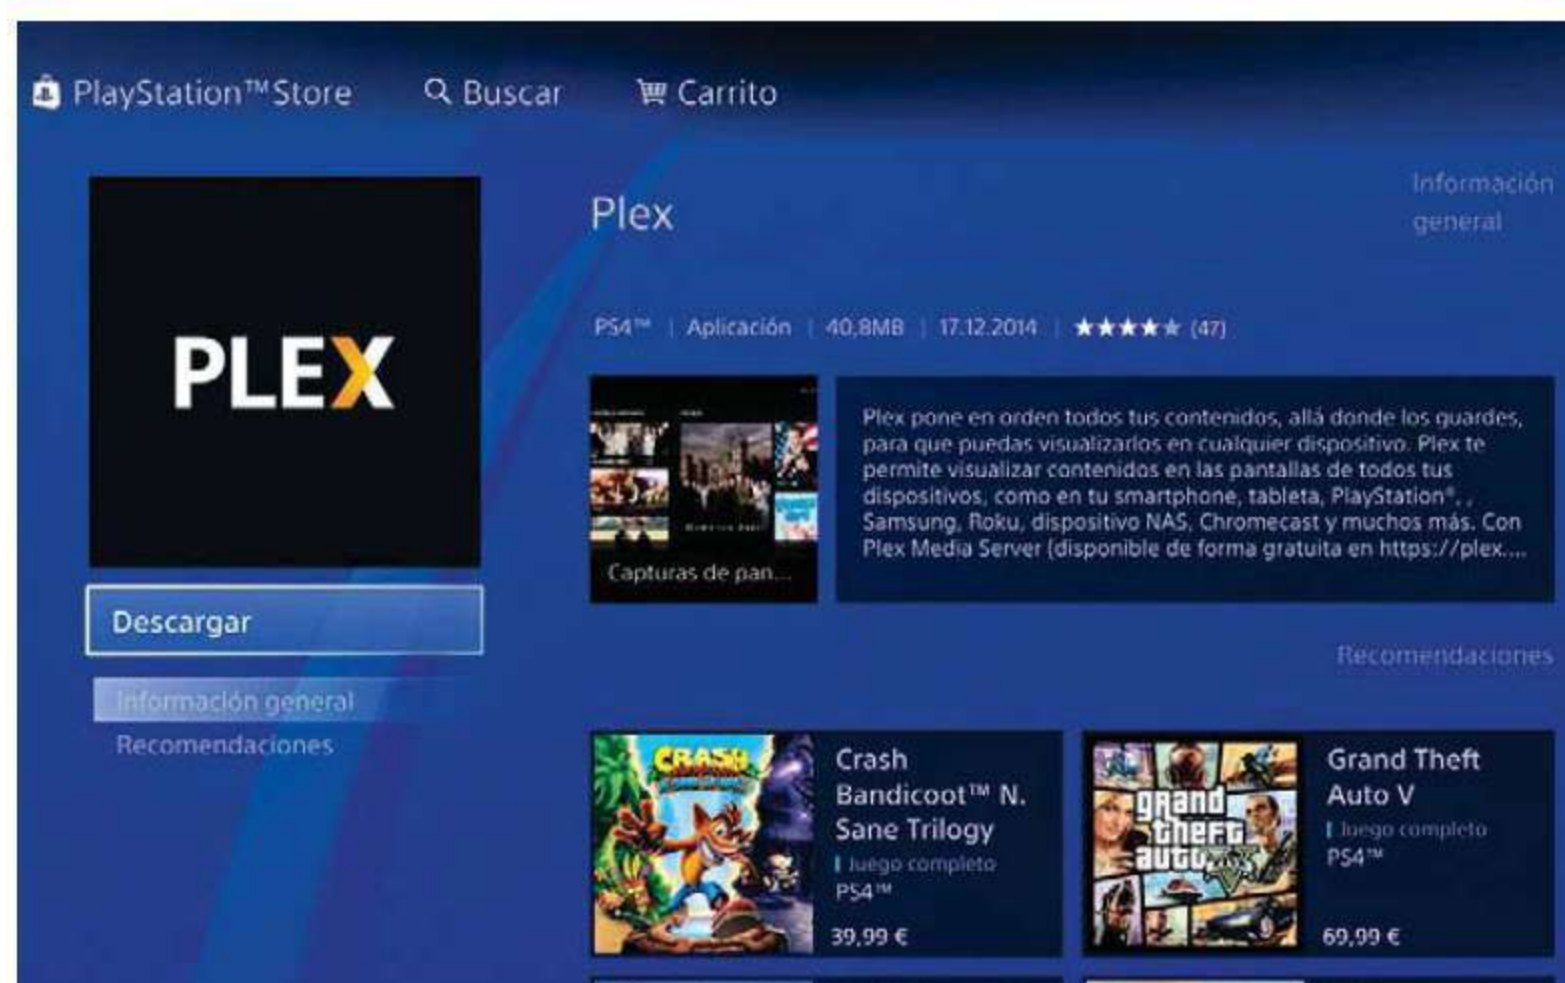 PlayStation™Store
Buscar
Carrito
PLEX
Descargar
Información general
Recomendaciones
Plex
Información
general
PS4™ | Aplicación | 40,8MB | 17.12.2014 | ★★★★★ (47)
Capturas de pan...
Plex pone en orden todos tus contenidos, allá donde los guardes,
para que puedas visualizarlos en cualquier dispositivo. Plex te
permite visualizar contenidos en las pantallas de todos tus
dispositivos, como en tu smartphone, tableta, PlayStation®, ,
Samsung, Roku, dispositivo NAS, Chromecast y muchos más. Con
Plex Media Server (disponible de forma gratuita en https://plex....
Recomendaciones
CRASH
Crash
Bandicoot™ N.
Sane Trilogy
Juego completo
PS4™
39,99 €
grand
theft
auto V
Grand Theft
Auto V
Juego completo
PS4™
69,99 €